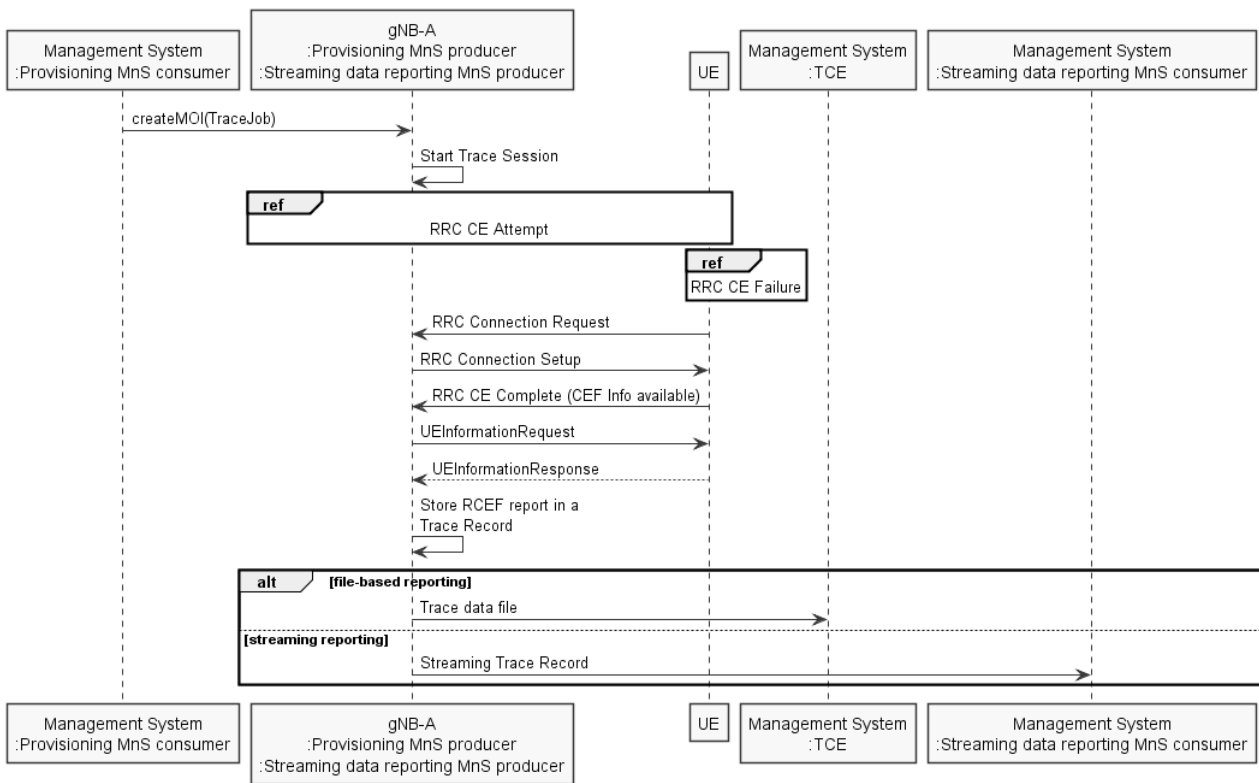 Management System
:Provisioning MnS consumer
gNB-A
:Provisioning MnS producer
:Streaming data reporting MnS producer
UE
Management System
:TCE
Management System
:Streaming data reporting MnS consumer
createMOI(TraceJob)
Start Trace Session
ref
RRC CE Attempt
ref
RRC CE Failure
RRC Connection Request
RRC Connection Setup
RRC CE Complete (CEF Info available)
UEInformationRequest
UEInformationResponse
Store RCEF report in a
Trace Record
alt [file-based reporting]
Trace data file
[streaming reporting]
Streaming Trace Record
Management System
:Provisioning MnS consumer
gNB-A
:Provisioning MnS producer
:Streaming data reporting MnS producer
UE
Management System
:TCE
Management System
:Streaming data reporting MnS consumer